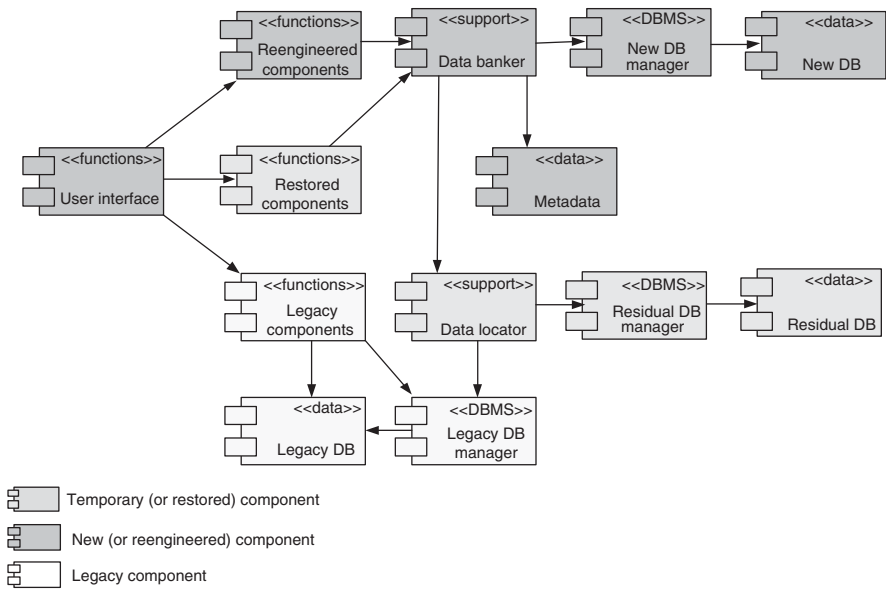 <<functions>>
Reengineered
components
<<support>>
Data banker
<<DBMS>>
New DB
manager
<<data>>
New DB
<<functions>>
User interface
<<functions>>
Restored
components
<<data>>
Metadata
<<functions>>
Legacy
components
<<support>>
Data locator
<<DBMS>>
Residual DB
manager
<<data>>
Residual DB
<<data>>
Legacy DB
<<DBMS>>
Legacy DB
manager
Temporary (or restored) component
New (or reengineered) component
Legacy component